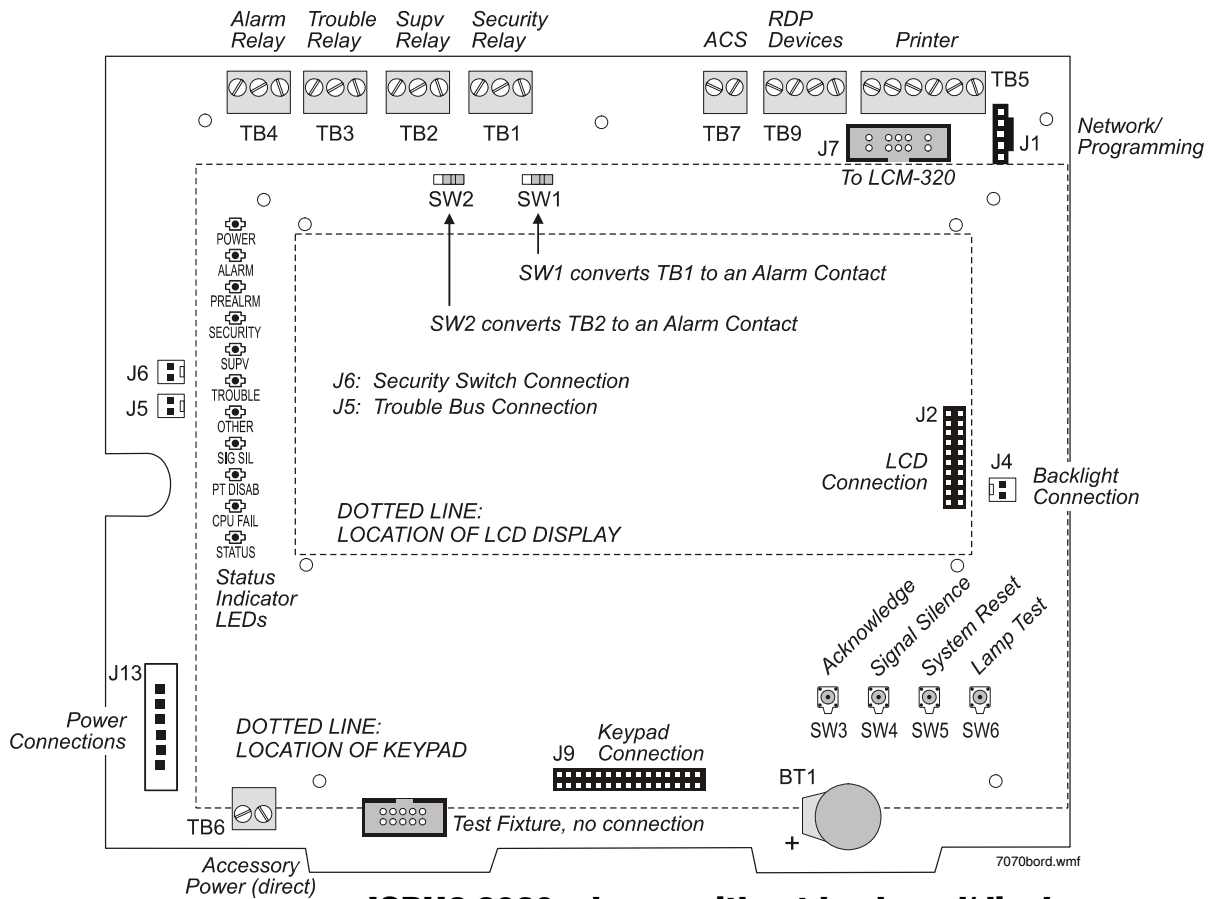 Alarm Relay
Trouble Relay
Supv Relay
Security Relay
ACS
RDP Devices
Printer
TB4
TB3
TB2
TB1
TB7
TB9
TB5
J7
J1
Network/
Programming
To LCM-320
SW2
SW1
SW1 converts TB1 to an Alarm Contact
SW2 converts TB2 to an Alarm Contact
POWER
ALARM
PREALRM
SECURITY
SUPV
TROUBLE
OTHER
SIG SIL
PT DISAB
CPU FAIL
STATUS
Status
Indicator
LEDs
J6
J5
J6: Security Switch Connection
J5: Trouble Bus Connection
J2
LCD
Connection
J4
Backlight
Connection
DOTTED LINE:
LOCATION OF LCD DISPLAY
Acknowledge
Signal Silence
System Reset
Lamp Test
SW3
SW4
SW5
SW6
J13
Power
Connections
DOTTED LINE:
LOCATION OF KEYPAD
Keypad
Connection
J9
BT1
+
TB6
Test Fixture, no connection
Accessory
Power (direct)
7070bord.wmf